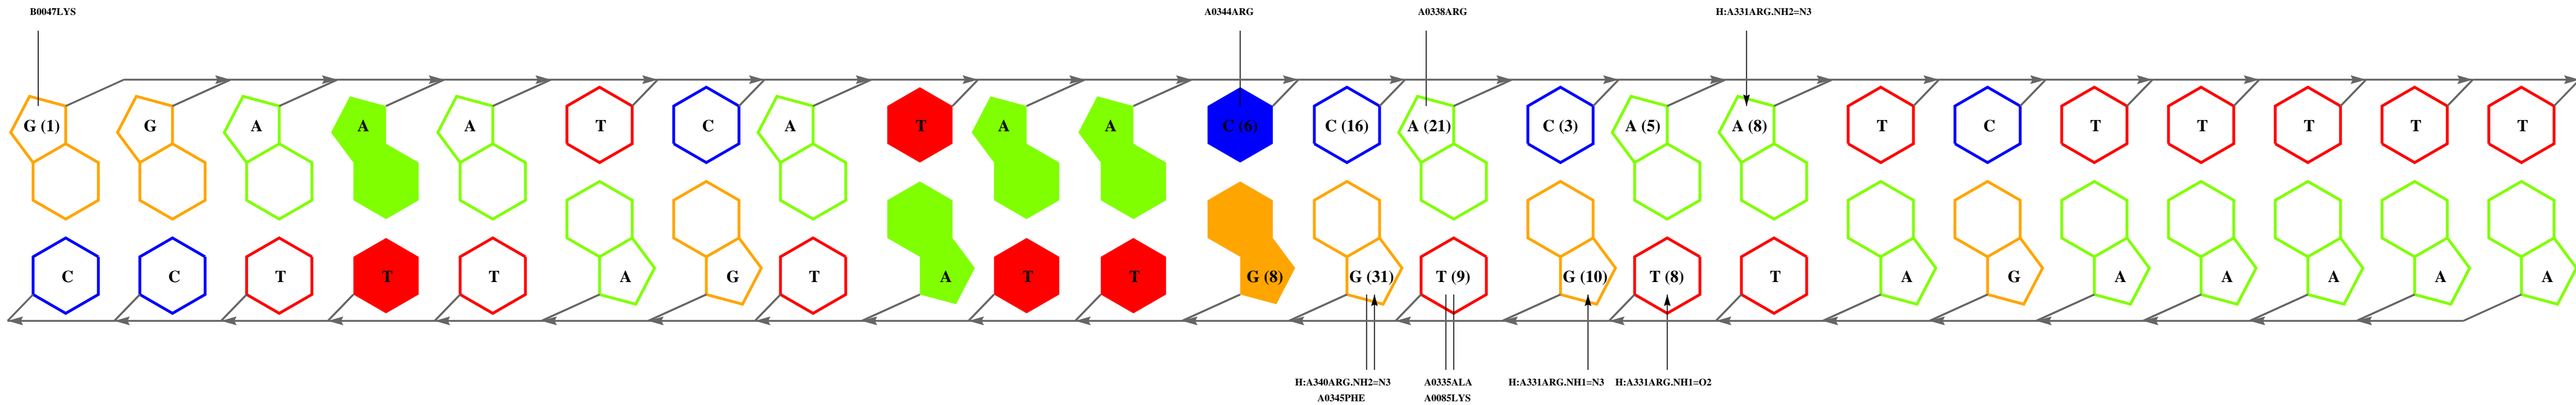 B0047LYS A0344ARG A0338ARG H:A331ARG.NH2=N3
G (1) G A A A T C A T A A C (6) C (16) A (21) C (3) A (5) A (8) T C T T T T T
C C T T T A G T A T T G (8) G (31) T (9) G (10) T (8) T A G A A A A A
H:A340ARG.NH2=N3 A0335ALA H:A331ARG.NH1=N3 H:A331ARG.NH1=O2
A0345PHE A0085LYS